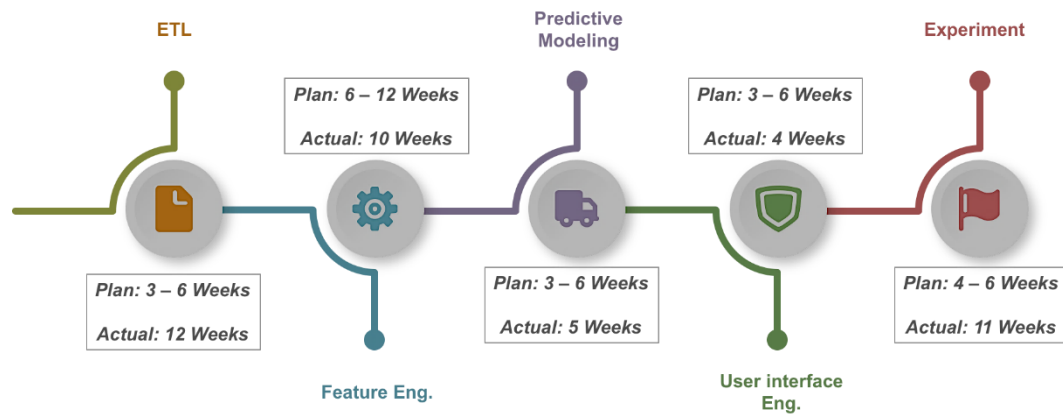 ETL
Plan: 3 – 6 Weeks
Actual: 12 Weeks
Plan: 6 – 12 Weeks
Actual: 10 Weeks
Feature Eng.
Predictive
Modeling
Plan: 3 – 6 Weeks
Actual: 5 Weeks
Plan: 3 – 6 Weeks
Actual: 4 Weeks
User interface
Eng.
Experiment
Plan: 4 – 6 Weeks
Actual: 11 Weeks